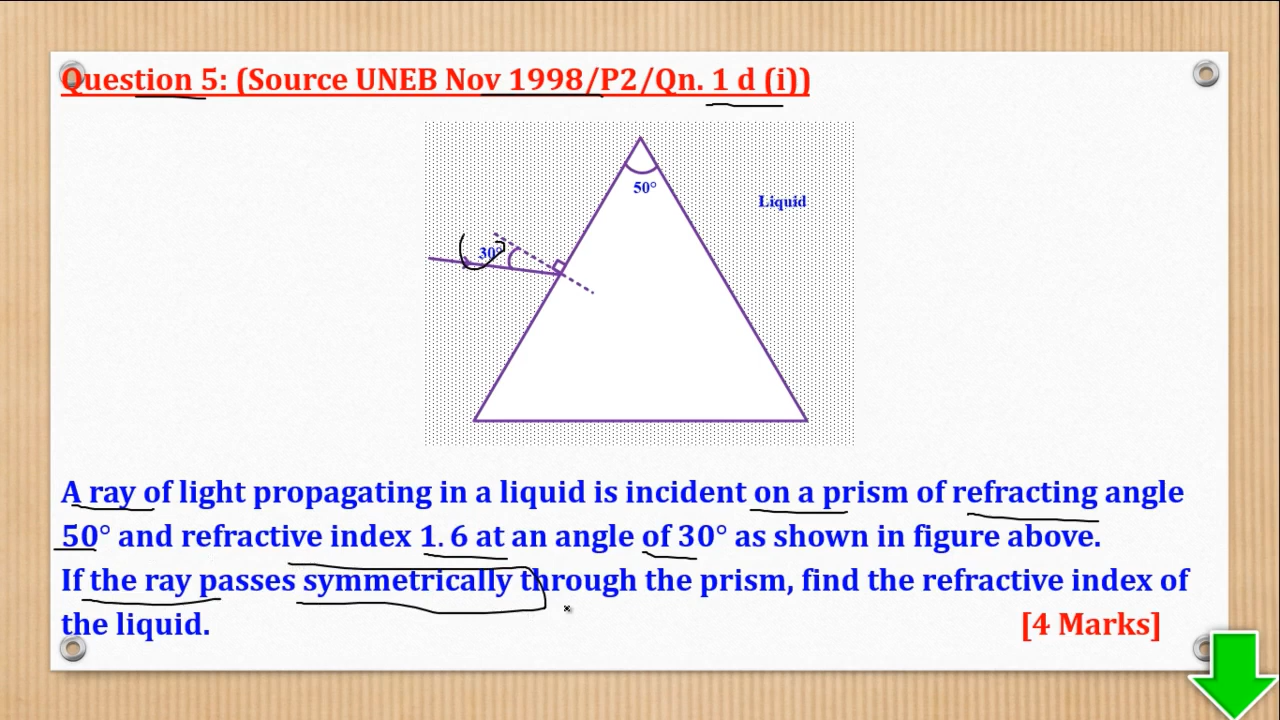 Question 5: (Source UNEB Nov 1998/P2/Qn. 1 d (i))
50°
Liquid
30°
A ray of light propagating in a liquid is incident on a prism of refracting angle
50° and refractive index 1.6 at an angle of 30° as shown in figure above.
If the ray passes symmetrically through the prism, find the refractive index of
the liquid. [4 Marks]